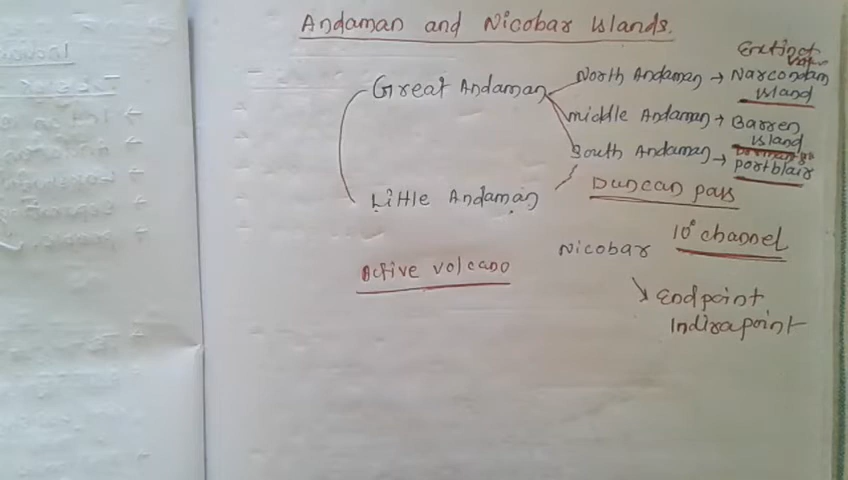 Andaman and Nicobar Islands.
Extinct
Great Andaman North Andaman → Narcondam
Island
Middle Andaman → Barren
Island
South Andaman → Portblair
Little Andaman Duncan pass
Nicobar 10° channel
Active volcano
Endpoint
Indirapoint